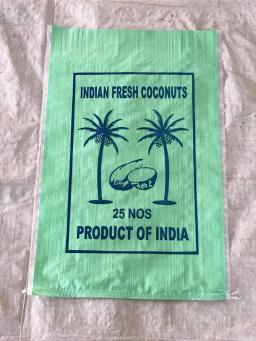 INDIAN FRESH COCONUTS
25 NOS
PRODUCT OF INDIA